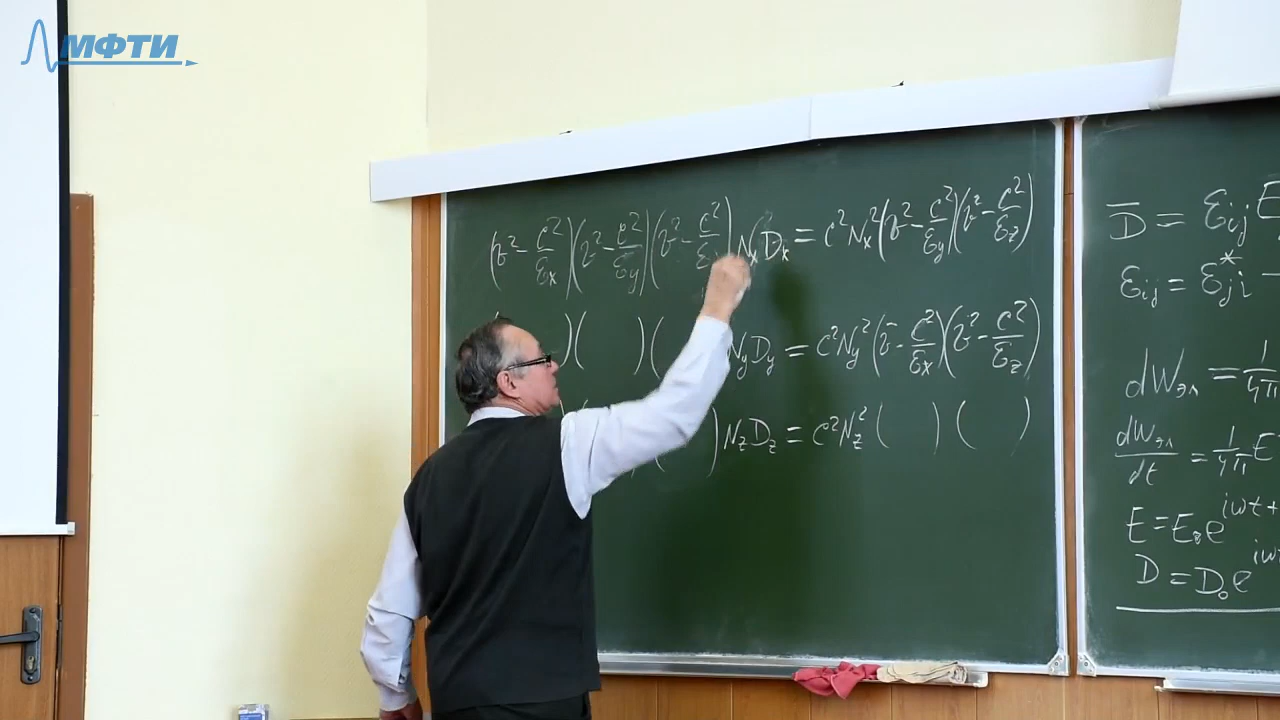 МФТИ
(v² - c²/εx)(v² - c²/εy)(v² - c²/ε) NxDx = c²Nx²(v² - c²/εy)(v² - c²/εz)
)( )( NyDy = c²Ny²(v² - c²/εx)(v² - c²/εz)
) NzDz = c²Nz² ( ) ( )
D = εij E
εij = εji*
dWэл = 1/4π
dWэл/dt = 1/4π E
E = E₀e^iωt+
D = D₀e^iω